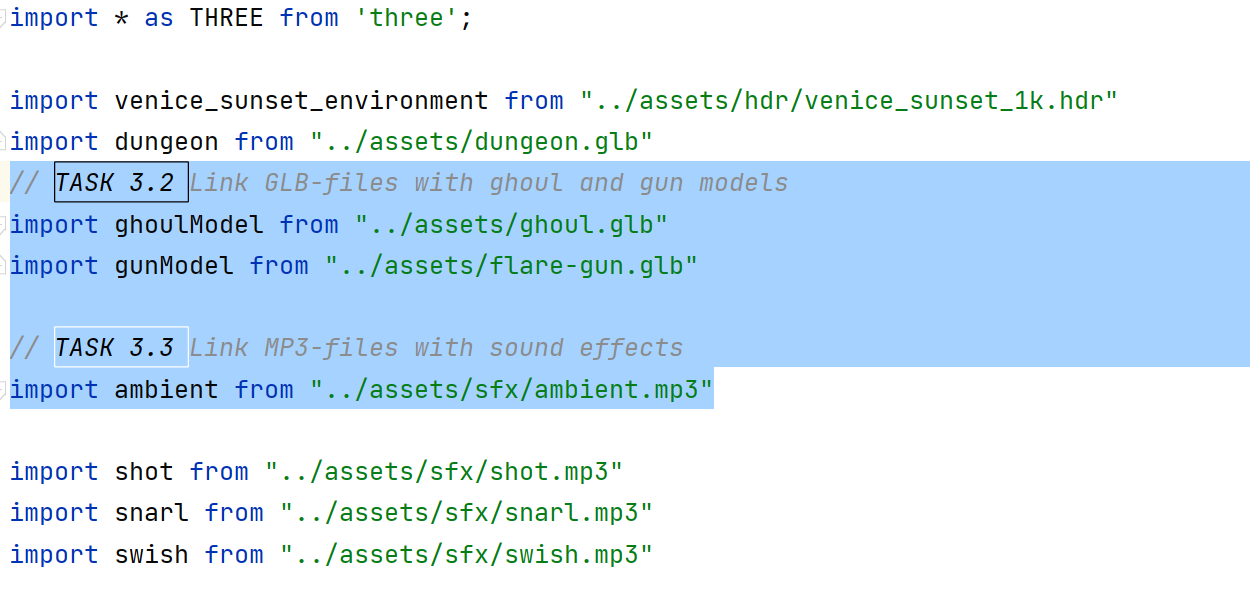 import * as THREE from 'three';
import venice_sunset_environment from "../assets/hdr/venice_sunset_1k.hdr"
import dungeon from "../assets/dungeon.glb"
// TASK 3.2 Link GLB-files with ghoul and gun models
import ghoulModel from "../assets/ghoul.glb"
import gunModel from "../assets/flare-gun.glb"
// TASK 3.3 Link MP3-files with sound effects
import ambient from "../assets/sfx/ambient.mp3"
import shot from "../assets/sfx/shot.mp3"
import snarl from "../assets/sfx/snarl.mp3"
import swish from "../assets/sfx/swish.mp3"